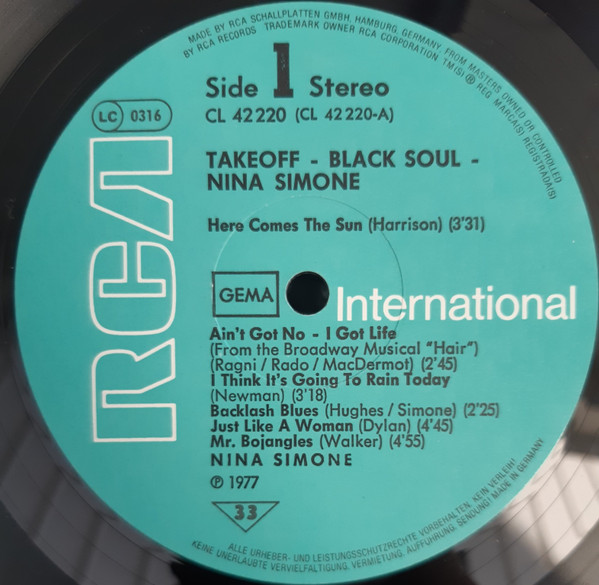 MADE BY RCA SCHALLPLATTEN GMBH, HAMBURG, GERMANY FROM MASTERS OWNED OR CONTROLLED
BY RCA RECORDS TRADEMARK OWNER RCA CORPORATION TM(S) ® REG. MARCA(S) REGISTRADA(S)
Side 1 Stereo
CL 42220 (CL 42220-A)
LC 0316
TAKEOFF - BLACK SOUL -
NINA SIMONE
Here Comes The Sun (Harrison) (3'31)
RCA
GEMA
International
Ain't Got No - I Got Life
(From the Broadway Musical "Hair")
(Ragni / Rado / MacDermot) (2'45)
I Think It's Going To Rain Today
(Newman) (3'18)
Backlash Blues (Hughes / Simone) (2'25)
Just Like A Woman (Dylan) (4'45)
Mr. Bojangles (Walker) (4'55)
NINA SIMONE
℗ 1977
33
ALLE URHEBER- UND LEISTUNGSSCHUTZRECHTE VORBEHALTEN. KEIN VERLEIH!
KEINE UNERLAUBTE VERVIELFÄLTIGUNG, VERMIETUNG, AUFFÜHRUNG, SENDUNG! MADE IN GERMANY